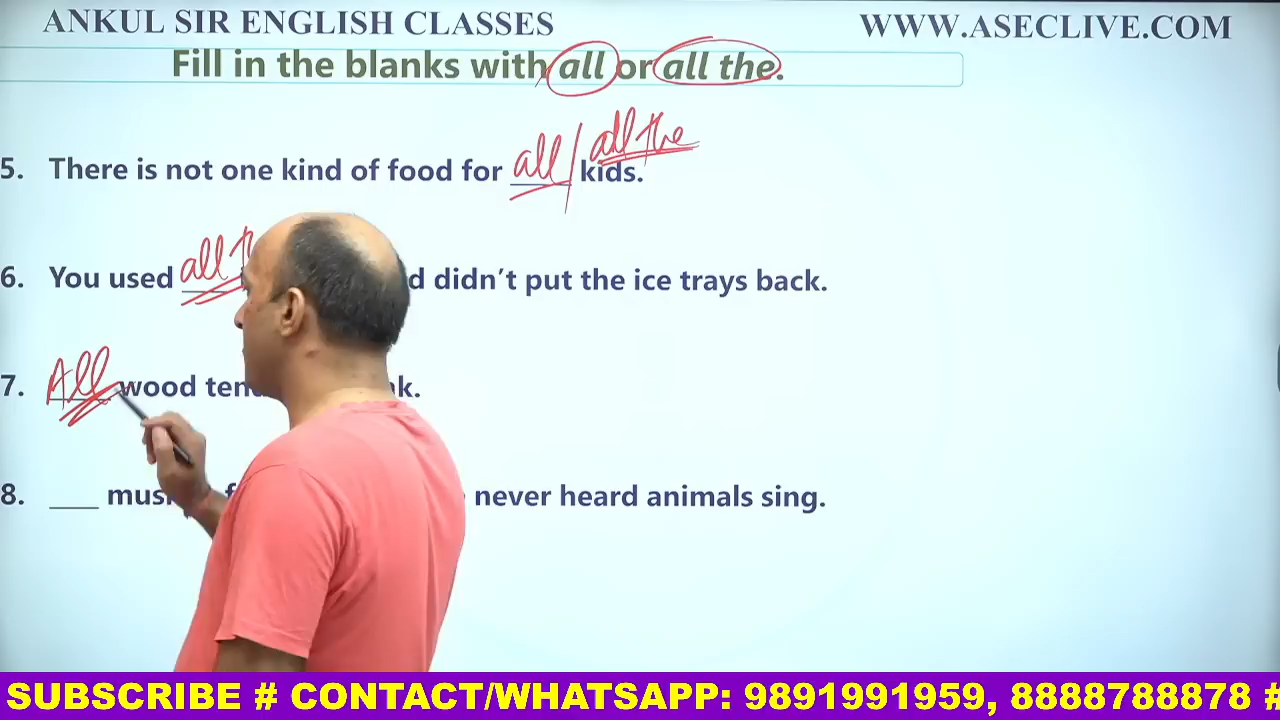 ANKUL SIR ENGLISH CLASSES WWW.ASECLIVE.COM
Fill in the blanks with all or all the.
5. There is not one kind of food for all / all the kids.
6. You used all didn't put the ice trays back.
7. All wood
8. ____ never heard animals sing.
SUBSCRIBE # CONTACT/WHATSAPP: 9891991959, 8888788878 #